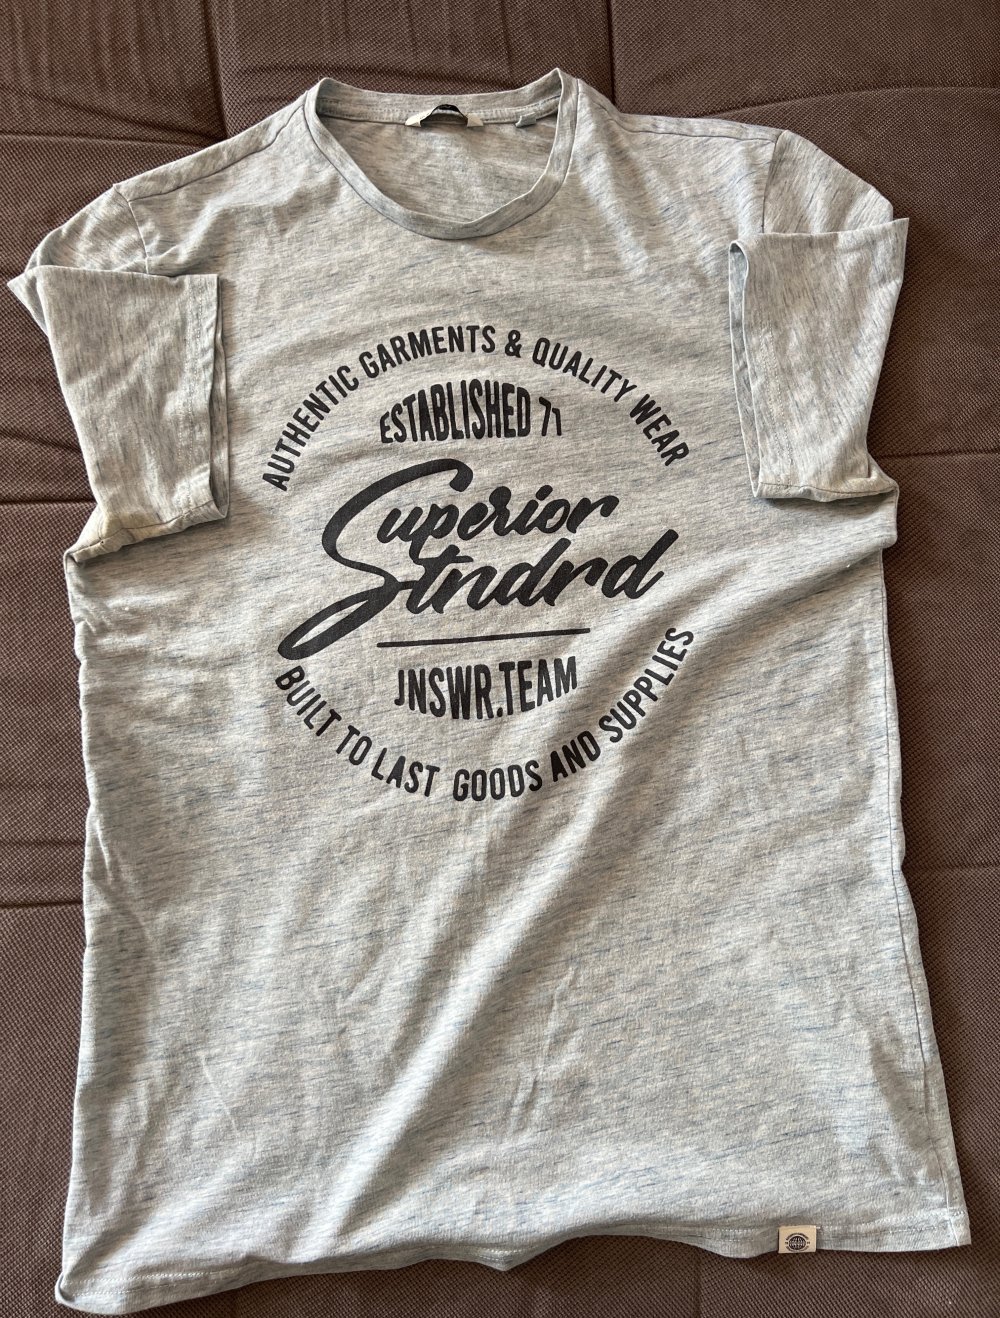 AUTHENTIC GARMENTS & QUALITY WEAR
ESTABLISHED 71
Superior
Stndrd
JNSWR.TEAM
BUILT TO LAST GOODS AND SUPPLIES